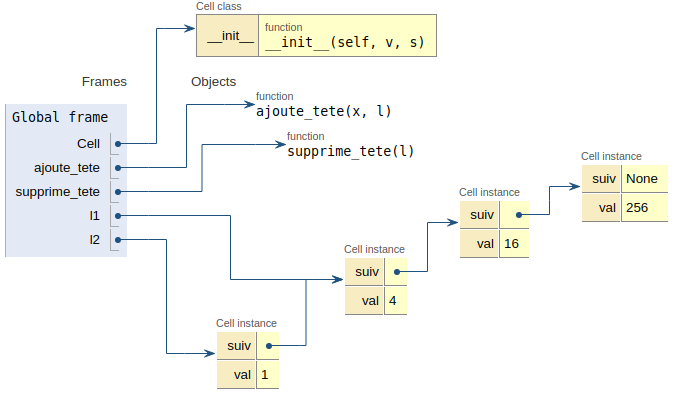 Cell class
__init__
function
__init__(self, v, s)
Frames
Objects
Global frame
Cell
ajoute_tete
supprime_tete
l1
l2
function
ajoute_tete(x, l)
function
supprime_tete(l)
Cell instance
suiv None
val 256
Cell instance
suiv
val 16
Cell instance
suiv
val 4
Cell instance
suiv
val 1